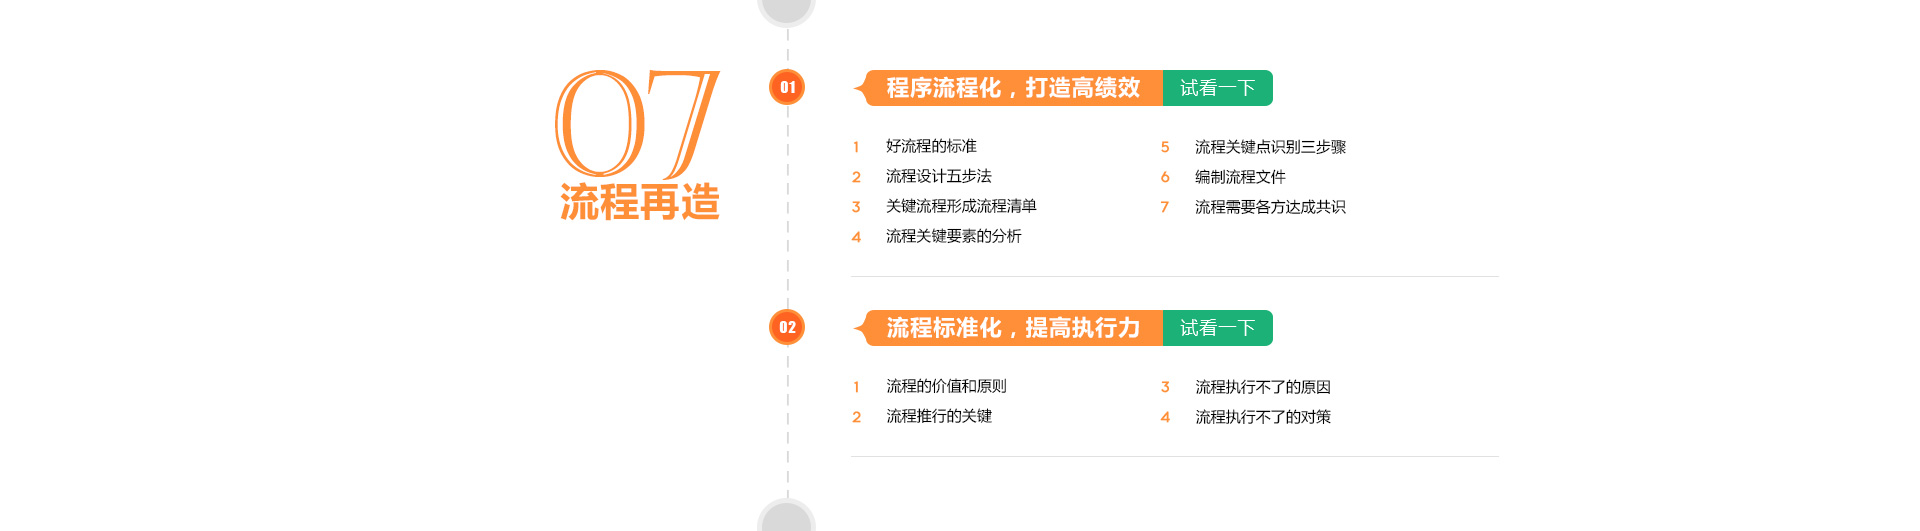 07
流程再造
01
程序流程化，打造高绩效 试看一下
1 好流程的标准
2 流程设计五步法
3 关键流程形成流程清单
4 流程关键要素的分析
5 流程关键点识别三步骤
6 编制流程文件
7 流程需要各方达成共识
02
流程标准化，提高执行力 试看一下
1 流程的价值和原则
2 流程推行的关键
3 流程执行不了的原因
4 流程执行不了的对策